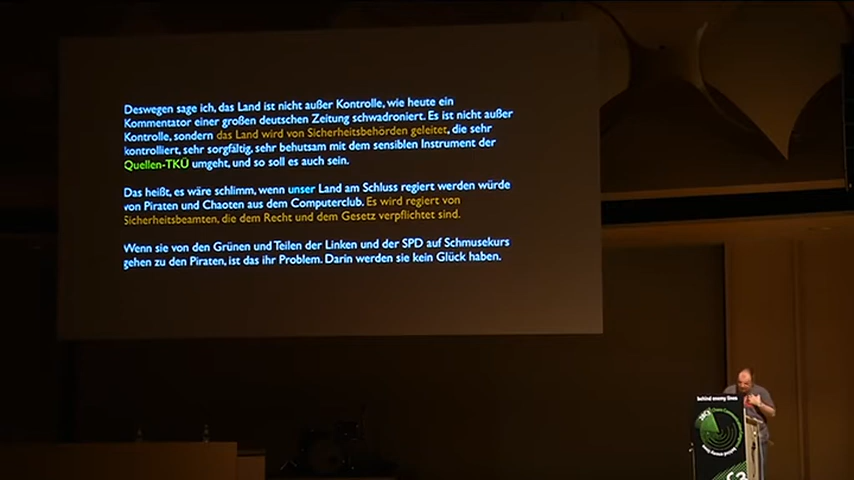 Deswegen sage ich, das Land ist nicht außer Kontrolle, wie heute ein
Kommentator einer großen deutschen Zeitung schwadroniert. Es ist nicht außer
Kontrolle, sondern das Land wird von Sicherheitsbehörden geleitet, die sehr
kontrolliert, sehr sorgfältig, sehr behutsam mit dem sensiblen Instrument der
Quellen-TKÜ umgeht, und so soll es auch sein.
Das heißt, es wäre schlimm, wenn unser Land am Schluss regiert werden würde
von Piraten und Chaoten aus dem Computerclub. Es wird regiert von
Sicherheitsbeamten, die dem Recht und dem Gesetz verpflichtet sind.
Wenn sie von den Grünen und Teilen der Linken und der SPD auf Schmusekurs
gehen zu den Piraten, ist das ihr Problem. Darin werden sie kein Glück haben.
behind enemy lines
28C3